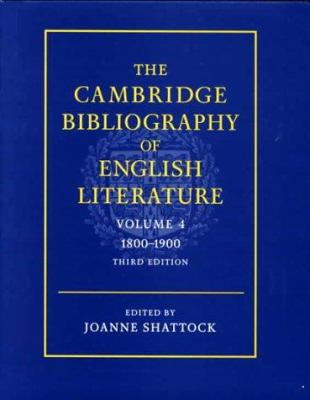 THE
CAMBRIDGE
BIBLIOGRAPHY
OF
ENGLISH
LITERATURE
VOLUME 4
1800–1900
THIRD EDITION
EDITED BY
JOANNE SHATTOCK